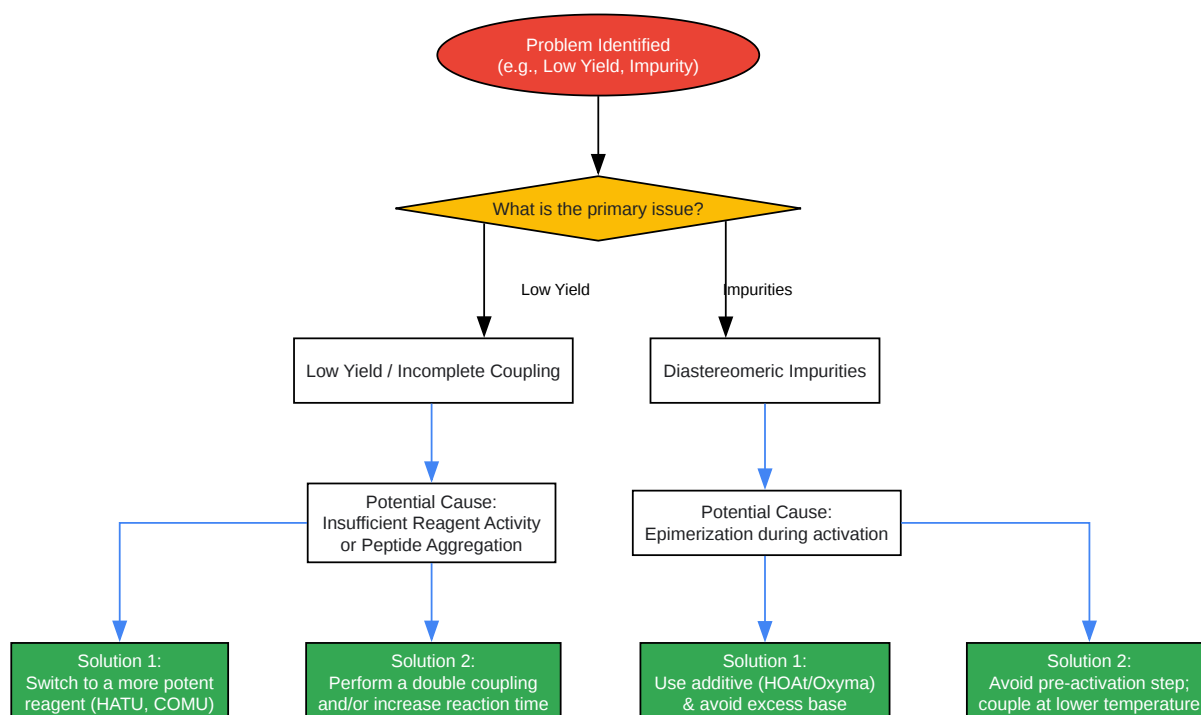 Problem Identified
(e.g., Low Yield, Impurity)
What is the primary issue?
Low Yield
Impurities
Low Yield / Incomplete Coupling
Diastereomeric Impurities
Potential Cause:
Insufficient Reagent Activity
or Peptide Aggregation
Potential Cause:
Epimerization during activation
Solution 1:
Switch to a more potent
reagent (HATU, COMU)
Solution 2:
Perform a double coupling
and/or increase reaction time
Solution 1:
Use additive (HOAt/Oxyma)
& avoid excess base
Solution 2:
Avoid pre-activation step;
couple at lower temperature